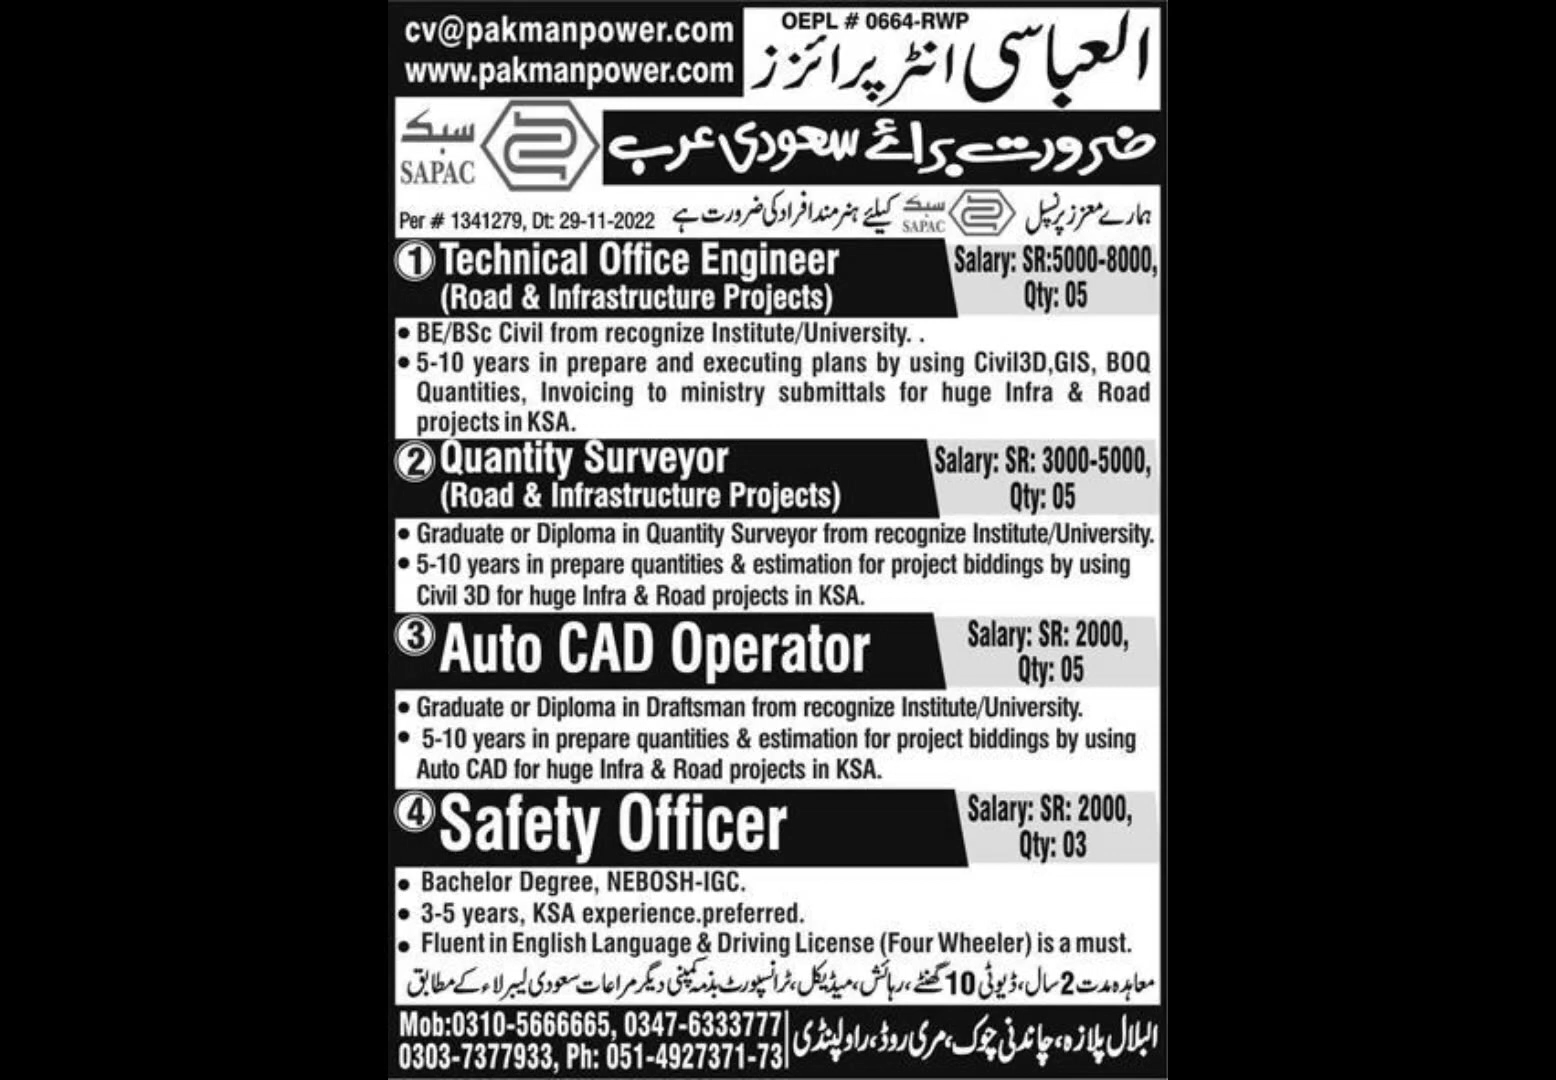 cv@pakmanpower.com
www.pakmanpower.com
OEPL # 0664-RWP
العباسی انٹرپرائزز
سبک
SAPAC
ضرورت برائے سعودی عرب
ہمارے معزز پرنسپل سبک SAPAC کیلئے ہنرمند افراد کی ضرورت ہے
Per # 1341279, Dt: 29-11-2022
1 Technical Office Engineer
(Road & Infrastructure Projects)
Salary: SR:5000-8000,
Qty: 05
• BE/BSc Civil from recognize Institute/University. .
• 5-10 years in prepare and executing plans by using Civil3D,GIS, BOQ
Quantities, Invoicing to ministry submittals for huge Infra & Road
projects in KSA.
2 Quantity Surveyor
(Road & Infrastructure Projects)
Salary: SR: 3000-5000,
Qty: 05
• Graduate or Diploma in Quantity Surveyor from recognize Institute/University.
• 5-10 years in prepare quantities & estimation for project biddings by using
Civil 3D for huge Infra & Road projects in KSA.
3 Auto CAD Operator
Salary: SR: 2000,
Qty: 05
• Graduate or Diploma in Draftsman from recognize Institute/University.
• 5-10 years in prepare quantities & estimation for project biddings by using
Auto CAD for huge Infra & Road projects in KSA.
4 Safety Officer
Salary: SR: 2000,
Qty: 03
• Bachelor Degree, NEBOSH-IGC.
• 3-5 years, KSA experience.preferred.
• Fluent in English Language & Driving License (Four Wheeler) is a must.
معاہدہ مدت 2 سال، ڈیوٹی 10 گھنٹے، رہائش، میڈیکل، ٹرانسپورٹ بذمہ کمپنی دیگر مراعات سعودی لیبر لاء کے مطابق
Mob:0310-5666665, 0347-6333777
0303-7377933, Ph: 051-4927371-73
البلال پلازہ، چاندنی چوک، مری روڈ، راولپنڈی